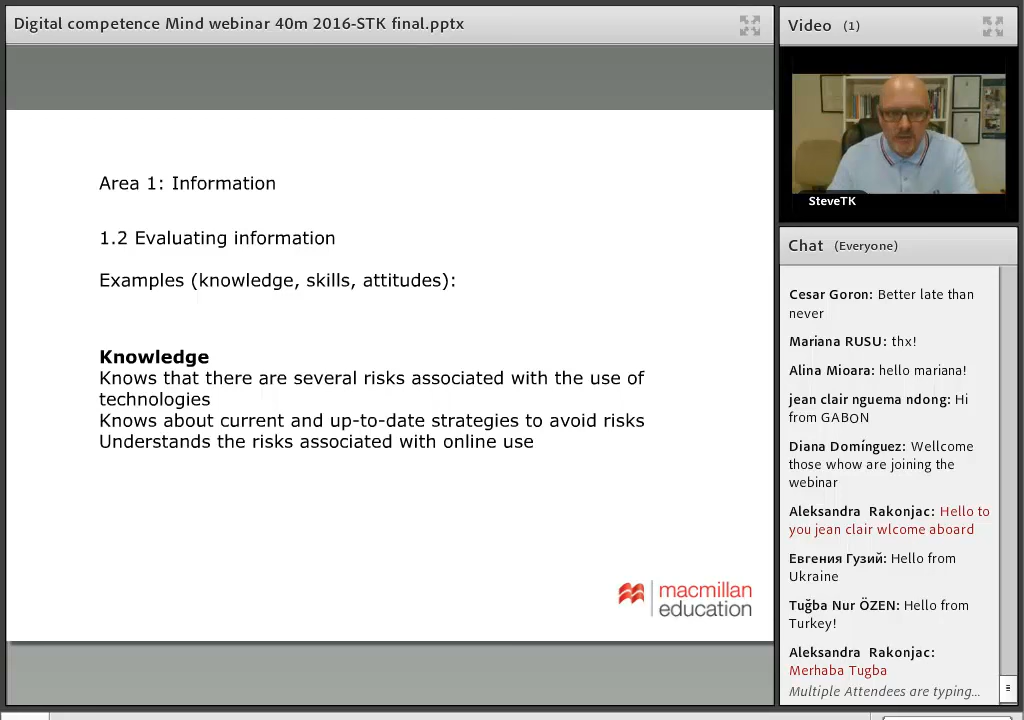 Digital competence Mind webinar 40m 2016-STK final.pptx
Area 1: Information
1.2 Evaluating information
Examples (knowledge, skills, attitudes):
Knowledge
Knows that there are several risks associated with the use of
technologies
Knows about current and up-to-date strategies to avoid risks
Understands the risks associated with online use
macmillan
education
Video (1)
SteveTK
Chat (Everyone)
Cesar Goron: Better late than
never
Mariana RUSU: thx!
Alina Mioara: hello mariana!
jean clair nguema ndong: Hi
from GABON
Diana Domínguez: Wellcome
those whow are joining the
webinar
Aleksandra Rakonjac: Hello to
you jean clair wlcome aboard
Евгения Гузий: Hello from
Ukraine
Tuğba Nur ÖZEN: Hello from
Turkey!
Aleksandra Rakonjac:
Merhaba Tugba
Multiple Attendees are typing...